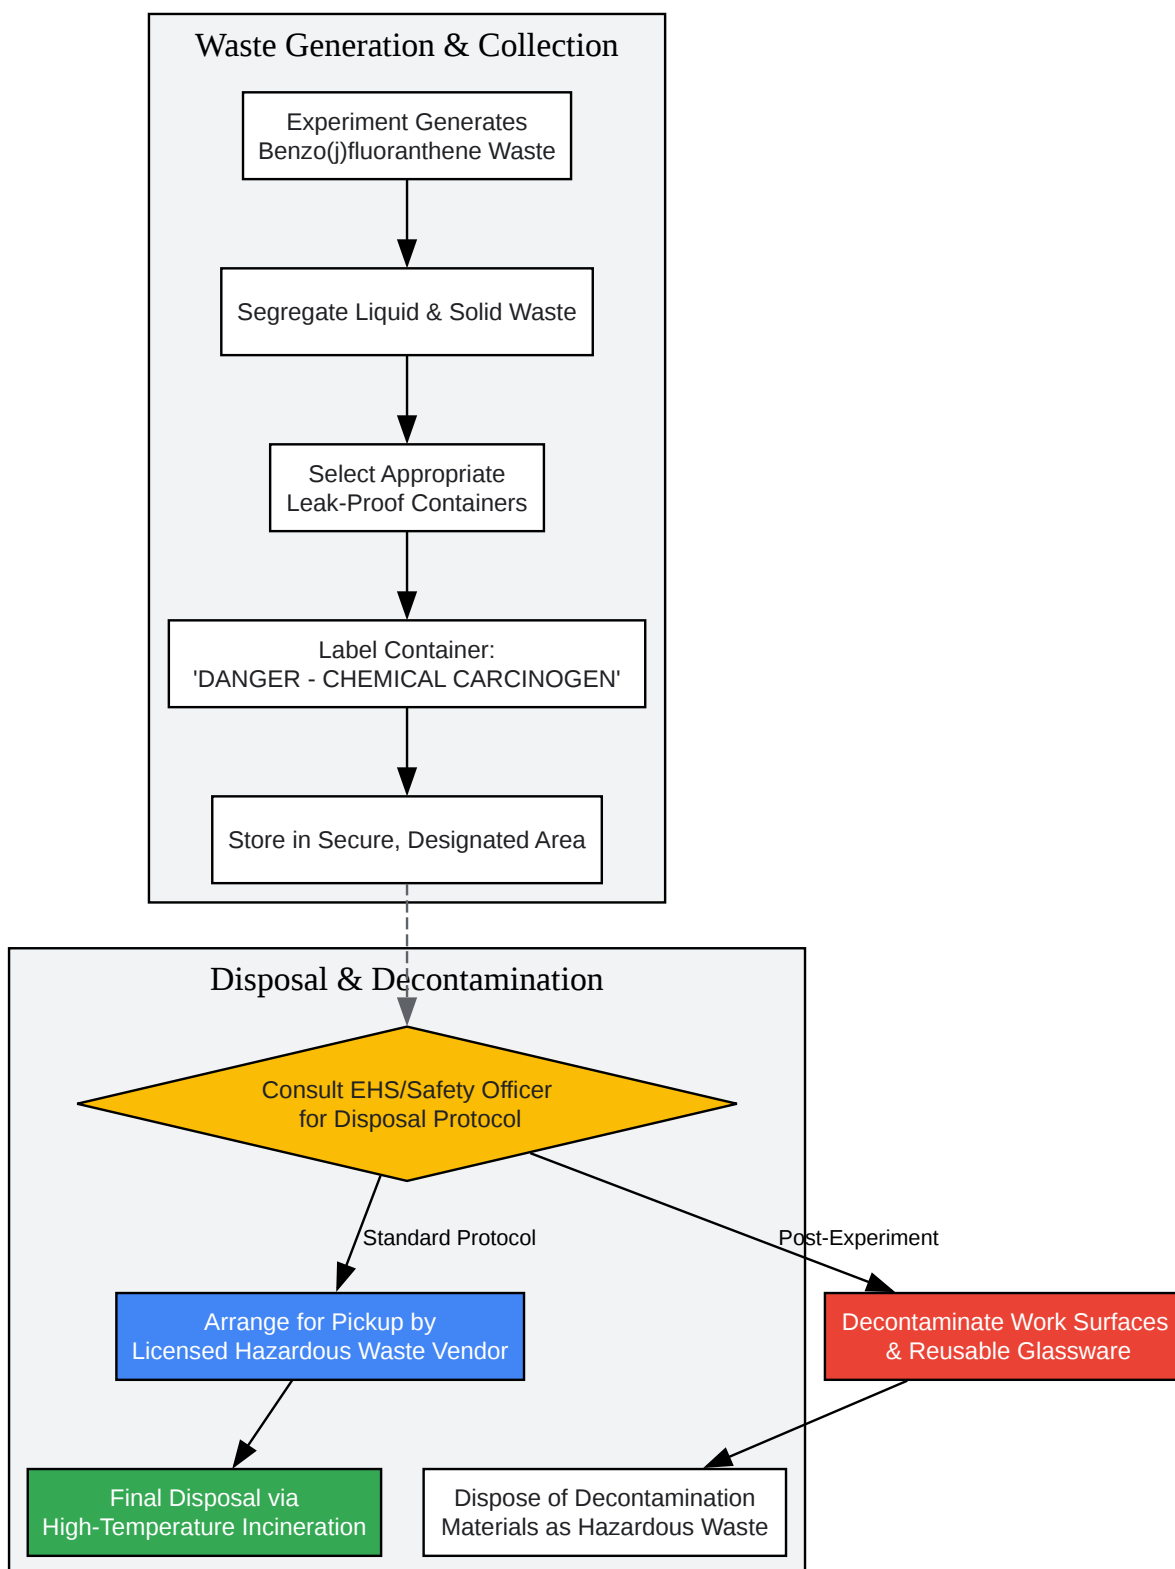 Waste Generation & Collection
Experiment Generates
Benzo(j)fluoranthene Waste
Segregate Liquid & Solid Waste
Select Appropriate
Leak-Proof Containers
Label Container:
'DANGER - CHEMICAL CARCINOGEN'
Store in Secure, Designated Area
Disposal & Decontamination
Consult EHS/Safety Officer
for Disposal Protocol
Standard Protocol
Post-Experiment
Arrange for Pickup by
Licensed Hazardous Waste Vendor
Decontaminate Work Surfaces
& Reusable Glassware
Final Disposal via
High-Temperature Incineration
Dispose of Decontamination
Materials as Hazardous Waste